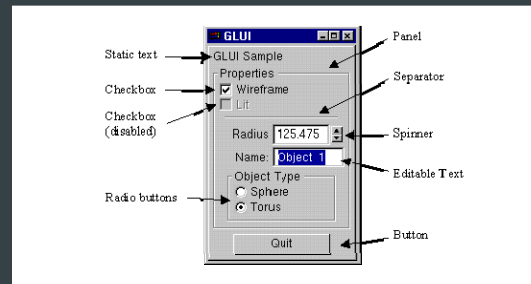 GLUI
Panel
Static text
GLUI Sample
Properties
Separator
Checkbox
Wireframe
Checkbox
(disabled)
Lit
Radius 125.475
Spinner
Name: Object 1
Editable Text
Object Type
Sphere
Radio buttons
Torus
Quit
Button